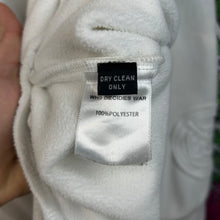 DRY CLEAN
ONLY
WHO DECIDES WAR
100%POLYESTER